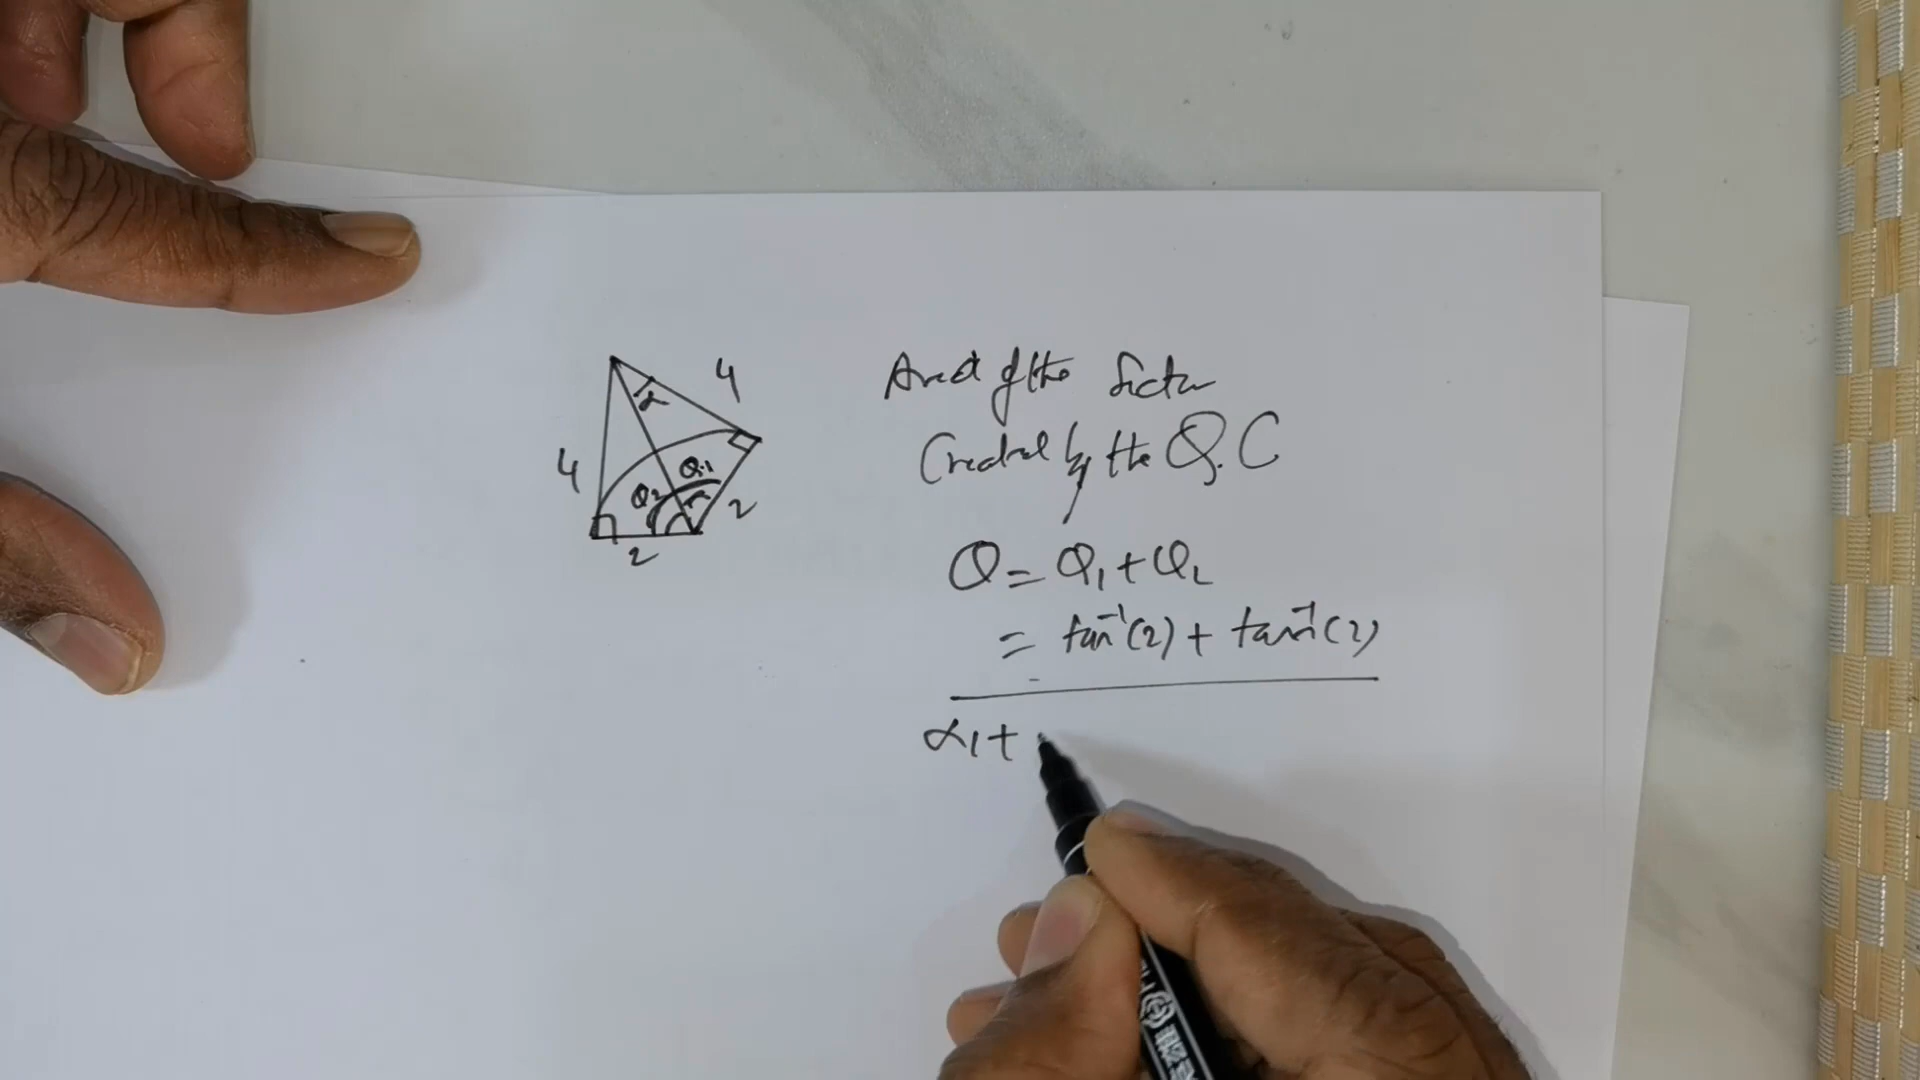 4
α
4
θ1
θ2
2
2
Area of the Sector
Created by the Q.C
θ = θ₁ + θ₂
= tan⁻¹(2) + tan⁻¹(2)
α₁ +